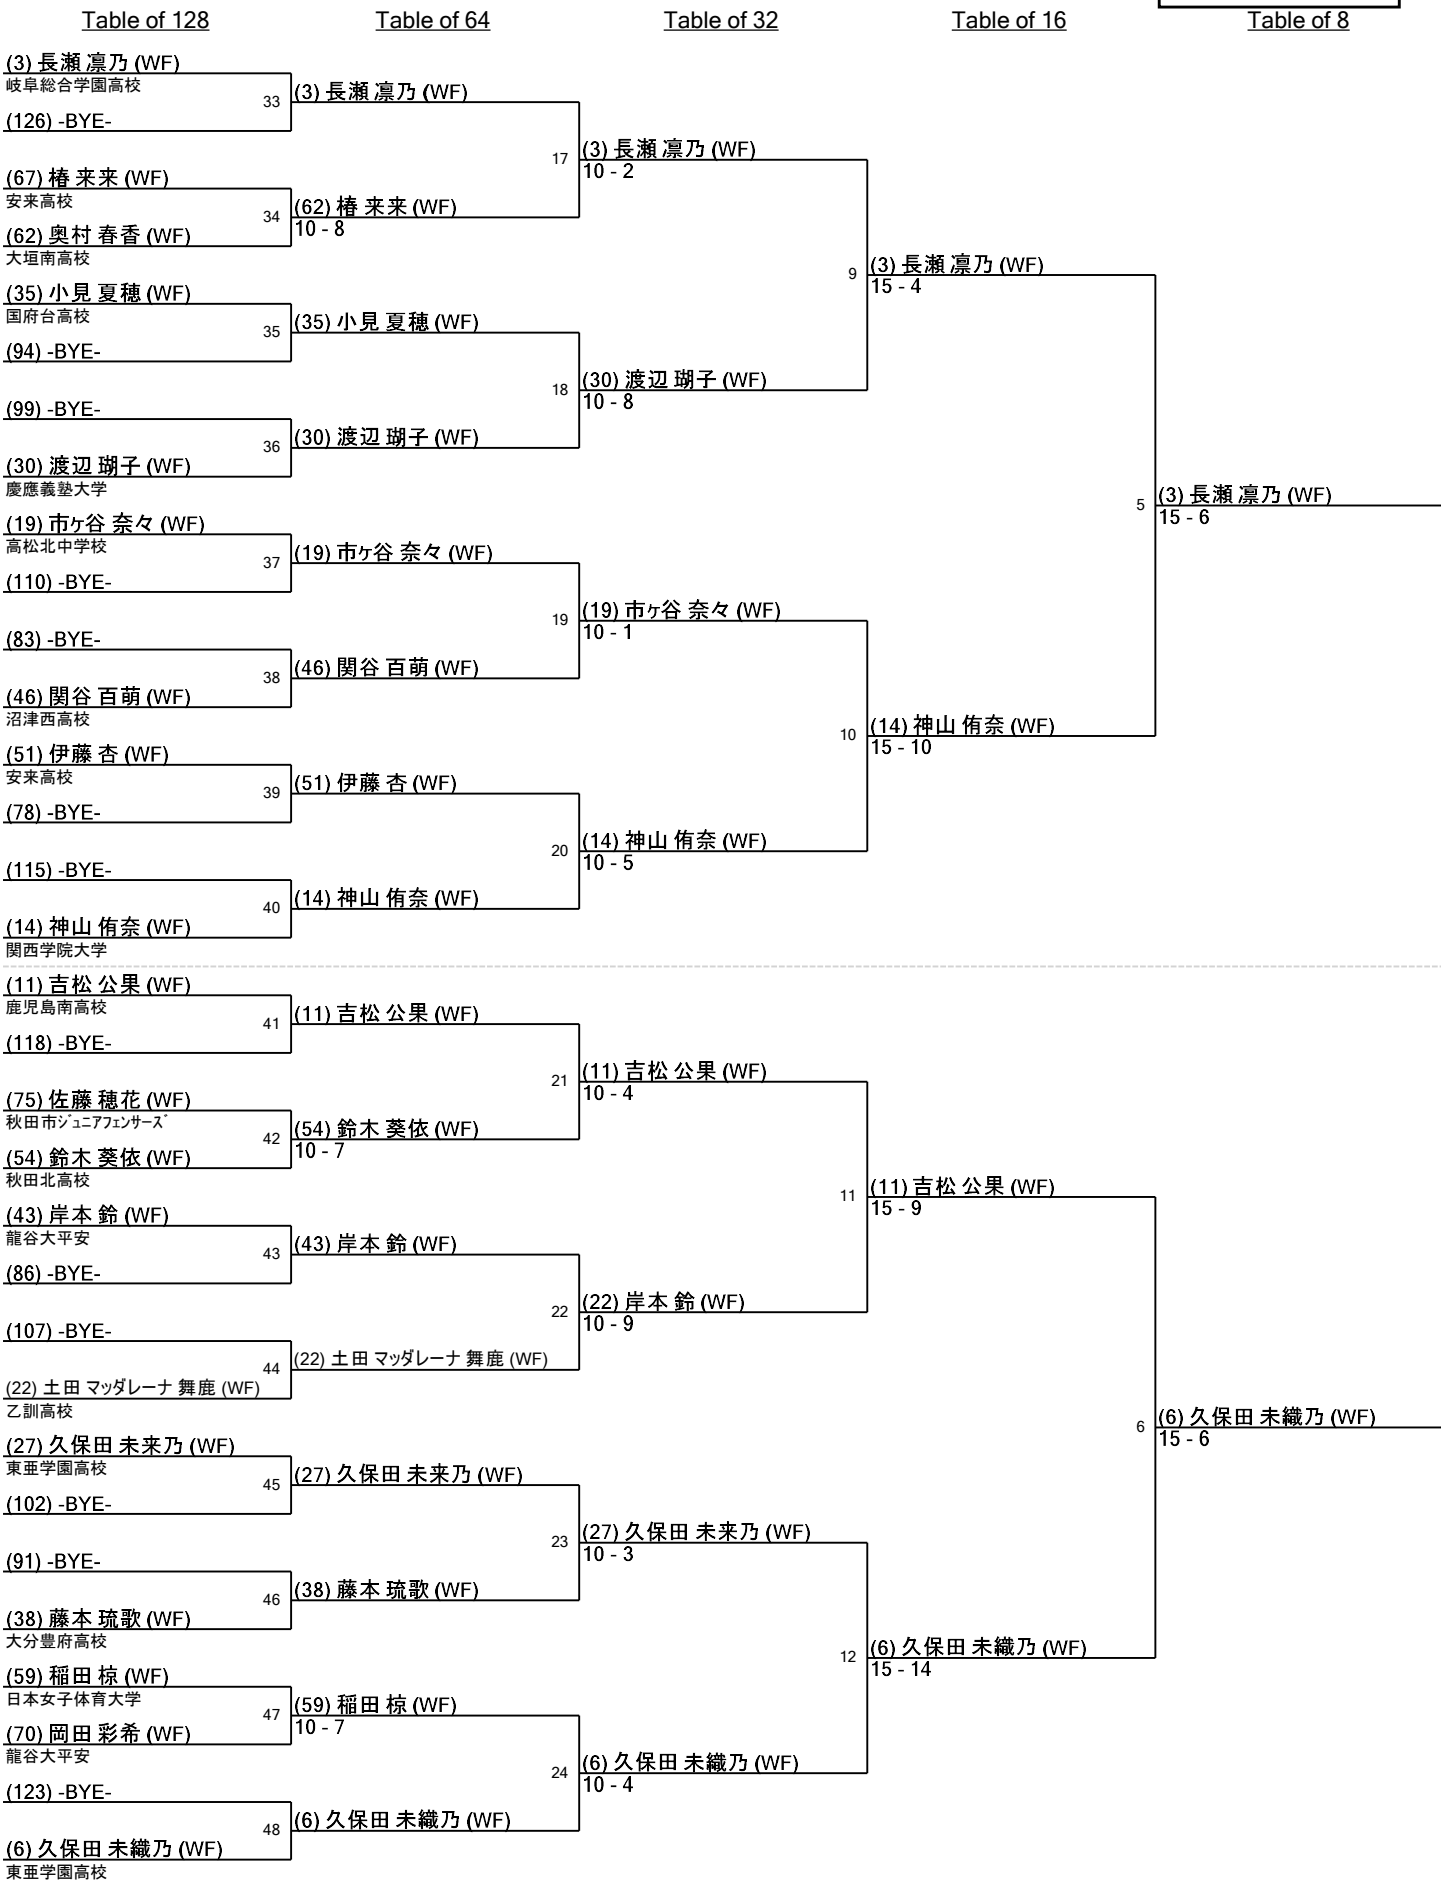 Table of 128
Table of 64
Table of 32
Table of 16
Table of 8
(3) 長瀬 凛乃 (WF)
岐阜総合学園高校
33
(126) -BYE-
(67) 椿 来来 (WF)
安来高校
34
(62) 奥村 春香 (WF)
大垣南高校
(35) 小見 夏穂 (WF)
国府台高校
35
(94) -BYE-
(99) -BYE-
36
(30) 渡辺 瑚子 (WF)
慶應義塾大学
(19) 市ヶ谷 奈々 (WF)
高松北中学校
37
(110) -BYE-
(83) -BYE-
38
(46) 関谷 百萌 (WF)
沼津西高校
(51) 伊藤 杏 (WF)
安来高校
39
(78) -BYE-
(115) -BYE-
40
(14) 神山 侑奈 (WF)
関西学院大学
(11) 吉松 公果 (WF)
鹿児島南高校
41
(118) -BYE-
(75) 佐藤 穂花 (WF)
秋田市ｼﾞｭﾆｱﾌｪﾝｻｰｽﾞ
42
(54) 鈴木 葵依 (WF)
秋田北高校
(43) 岸本 鈴 (WF)
龍谷大平安
43
(86) -BYE-
(107) -BYE-
44
(22) 土田 マッダレーナ 舞鹿 (WF)
乙訓高校
(27) 久保田 未来乃 (WF)
東亜学園高校
45
(102) -BYE-
(91) -BYE-
46
(38) 藤本 琉歌 (WF)
大分豊府高校
(59) 稲田 椋 (WF)
日本女子体育大学
47
(70) 岡田 彩希 (WF)
龍谷大平安
(123) -BYE-
48
(6) 久保田 未織乃 (WF)
東亜学園高校
(3) 長瀬 凛乃 (WF)
17
(62) 椿 来来 (WF)
10 - 8
(35) 小見 夏穂 (WF)
18
(30) 渡辺 瑚子 (WF)
(19) 市ヶ谷 奈々 (WF)
19
(46) 関谷 百萌 (WF)
(51) 伊藤 杏 (WF)
20
(14) 神山 侑奈 (WF)
(11) 吉松 公果 (WF)
21
(54) 鈴木 葵依 (WF)
10 - 7
(43) 岸本 鈴 (WF)
22
(22) 土田 マッダレーナ 舞鹿 (WF)
(27) 久保田 未来乃 (WF)
23
(38) 藤本 琉歌 (WF)
(59) 稲田 椋 (WF)
10 - 7
24
(6) 久保田 未織乃 (WF)
(3) 長瀬 凛乃 (WF)
10 - 2
9
(30) 渡辺 瑚子 (WF)
10 - 8
(19) 市ヶ谷 奈々 (WF)
10 - 1
10
(14) 神山 侑奈 (WF)
10 - 5
(11) 吉松 公果 (WF)
10 - 4
11
(22) 岸本 鈴 (WF)
10 - 9
(27) 久保田 未来乃 (WF)
10 - 3
12
(6) 久保田 未織乃 (WF)
10 - 4
(3) 長瀬 凛乃 (WF)
15 - 4
5
(14) 神山 侑奈 (WF)
15 - 10
(11) 吉松 公果 (WF)
15 - 9
6
(6) 久保田 未織乃 (WF)
15 - 14
(3) 長瀬 凛乃 (WF)
15 - 6
(6) 久保田 未織乃 (WF)
15 - 6